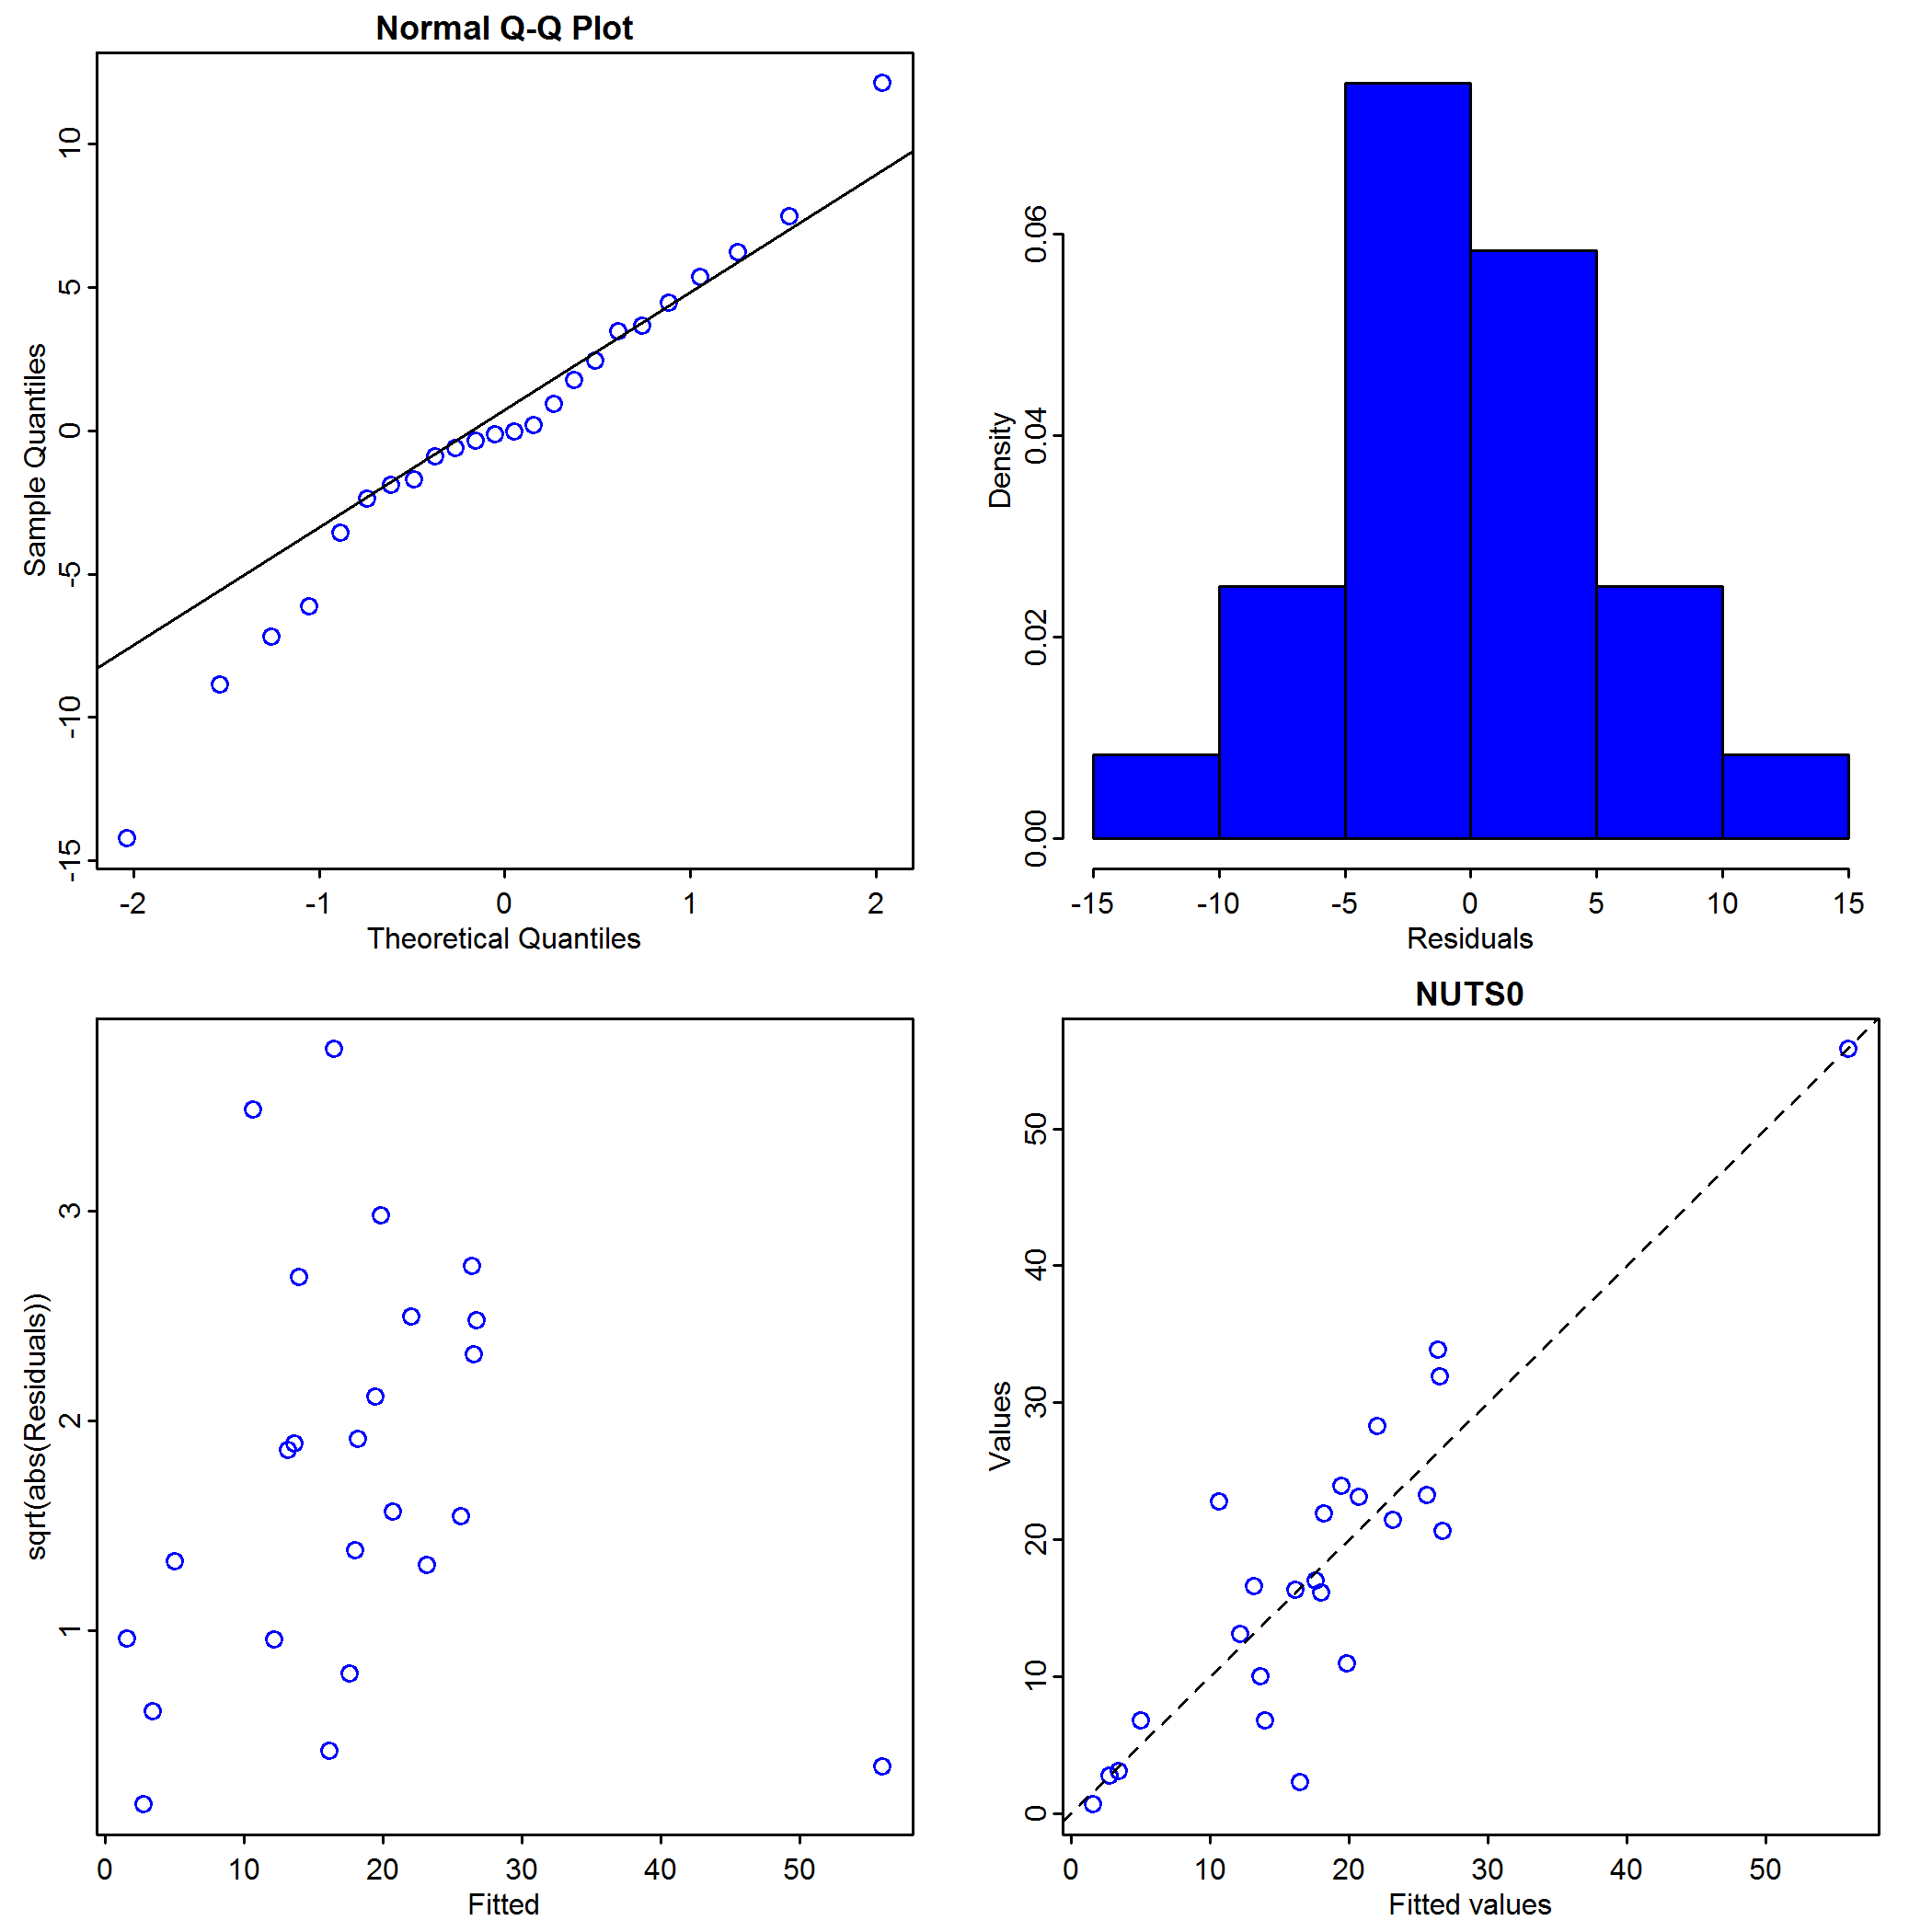 Normal Q-Q Plot
Sample Quantiles
10
5
0
-5
-10
-15
-2 -1 0 1 2
Theoretical Quantiles
Density
0.06
0.04
0.02
0.00
-15 -10 -5 0 5 10 15
Residuals
sqrt(abs(Residuals))
3
2
1
0 10 20 30 40 50
Fitted
NUTS0
Values
50
40
30
20
10
0
0 10 20 30 40 50
Fitted values